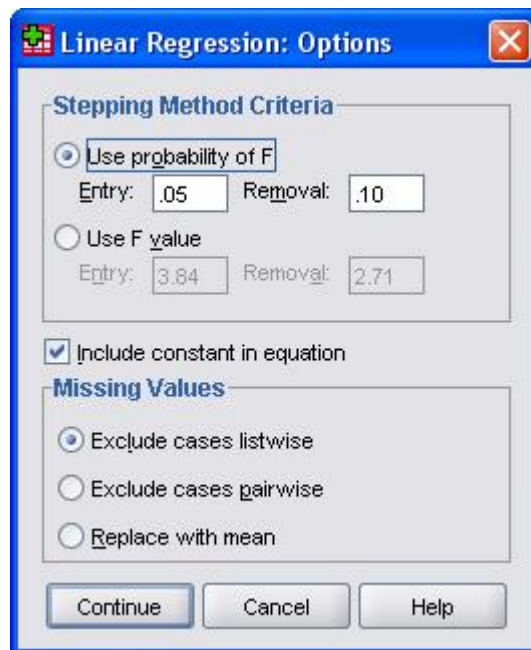 Linear Regression: Options
Stepping Method Criteria
Use probability of F
Entry: .05 Removal: .10
Use F value
Entry: 3.84 Removal: 2.71
Include constant in equation
Missing Values
Exclude cases listwise
Exclude cases pairwise
Replace with mean
Continue Cancel Help